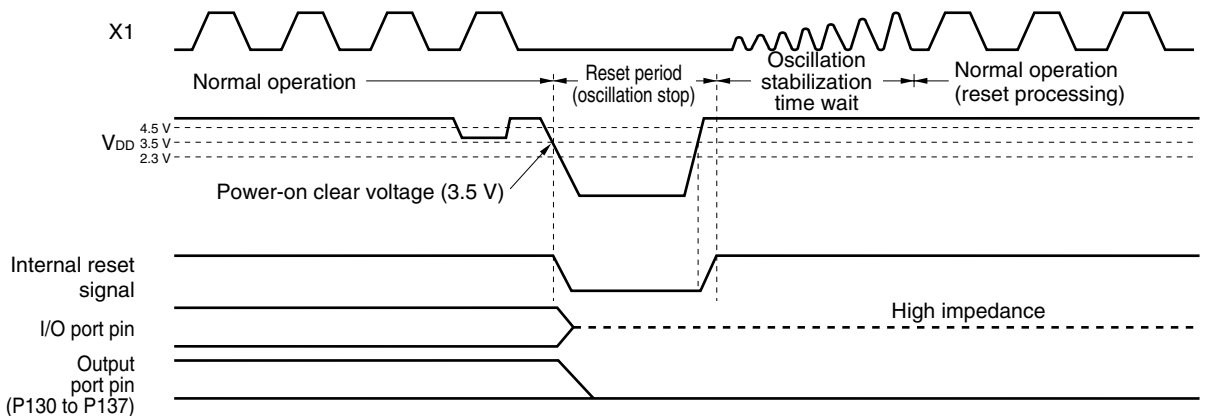 X1
Normal operation
Reset period
(oscillation stop)
Oscillation
stabilization
time wait
Normal operation
(reset processing)
VDD
4.5 V
3.5 V
2.3 V
Power-on clear voltage (3.5 V)
Internal reset
signal
I/O port pin
High impedance
Output
port pin
(P130 to P137)